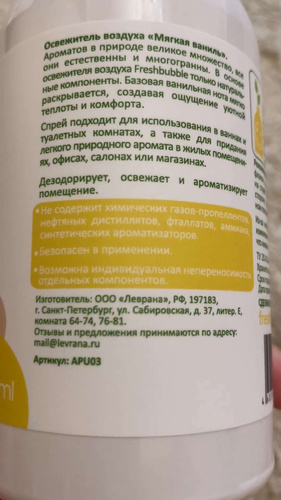 Освежитель воздуха «Мягкая ваниль».
Ароматов в природе великое множество, все
они естественны и многогранны. В основе
освежителя воздуха Freshbubble только натураль-
ные компоненты. Базовая ванильная нота мягко
раскрывается, создавая ощущение уютной
теплоты и комфорта.
Спрей подходит для использования в ванных и
туалетных комнатах, а также для придания
легкого природного аромата в жилых помещени-
ях, офисах, салонах или магазинах.
Дезодорирует, освежает и ароматизирует
помещение.
•Не содержит химических газов-пропеллентов,
нефтяных дистиллятов, фталатов, аммиака,
синтетических ароматизаторов.
•Безопасен в применении.
•Возможна индивидуальная непереносимость
отдельных компонентов.
Изготовитель: ООО «Леврана», РФ, 197183,
г. Санкт-Петербург, ул. Сабировская, д. 37, литер. Е,
комната 64-74, 76-81.
Отзывы и предложения принимаются по адресу:
mail@levrana.ru
Артикул: APU03
ml